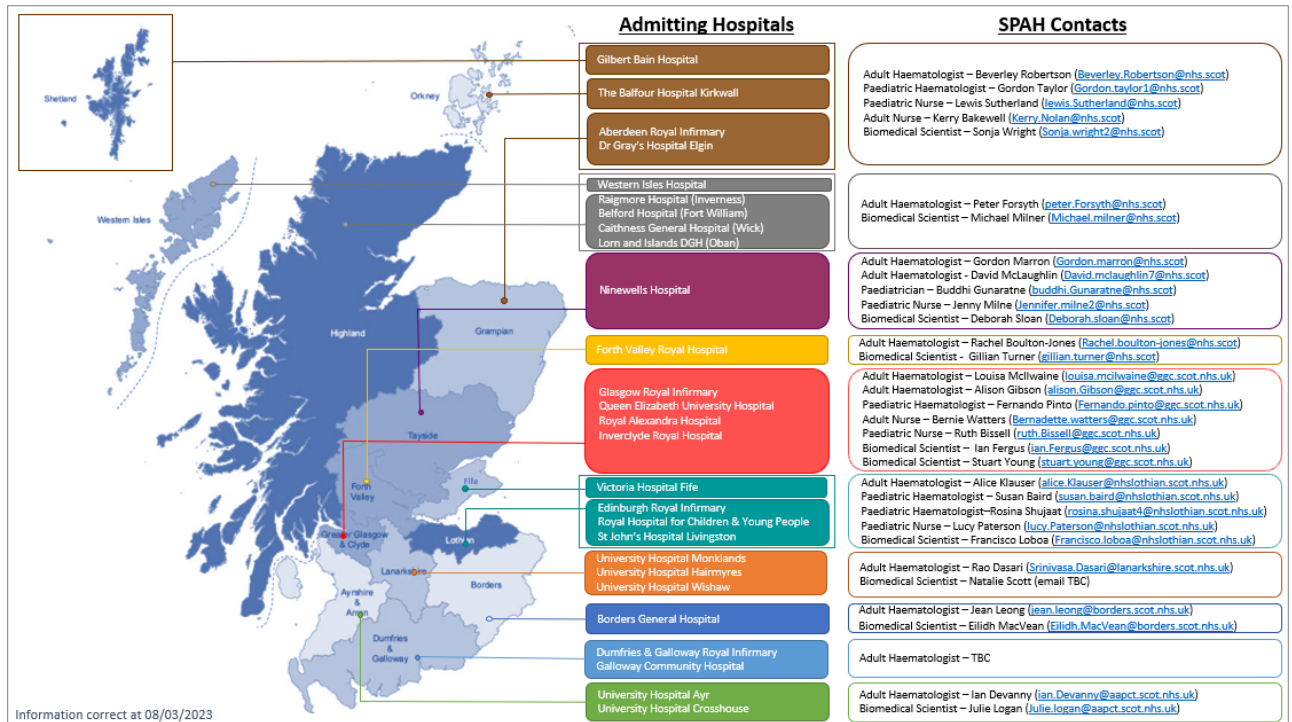 Admitting Hospitals
SPAH Contacts
Shetland
Orkney
Western Isles
Highland
Grampian
Tayside
Forth
Valley
Fife
Greater Glasgow
& Clyde
Lothian
Lanarkshire
Borders
Ayrshire
&
Arran
Dumfries
&
Galloway
Gilbert Bain Hospital
The Balfour Hospital Kirkwall
Aberdeen Royal Infirmary
Dr Gray's Hospital Elgin
Adult Haematologist – Beverley Robertson (Beverley.Robertson@nhs.scot)
Paediatric Haematologist – Gordon Taylor (Gordon.taylor1@nhs.scot)
Paediatric Nurse – Lewis Sutherland (lewis.Sutherland@nhs.scot)
Adult Nurse – Kerry Bakewell (Kerry.Nolan@nhs.scot)
Biomedical Scientist – Sonja Wright (Sonja.wright2@nhs.scot)
Western Isles Hospital
Raigmore Hospital (Inverness)
Belford Hospital (Fort William)
Caithness General Hospital (Wick)
Lorn and Islands DGH (Oban)
Adult Haematologist – Peter Forsyth (peter.Forsyth@nhs.scot)
Biomedical Scientist – Michael Milner (Michael.milner@nhs.scot)
Ninewells Hospital
Adult Haematologist – Gordon Marron (Gordon.marron@nhs.scot)
Adult Haematologist - David McLaughlin (David.mclaughlin7@nhs.scot)
Paediatrician – Buddhi Gunaratne (buddhi.Gunaratne@nhs.scot)
Paediatric Nurse – Jenny Milne (Jennifer.milne2@nhs.scot)
Biomedical Scientist – Deborah Sloan (Deborah.sloan@nhs.scot)
Forth Valley Royal Hospital
Adult Haematologist – Rachel Boulton-Jones (Rachel.boulton-jones@nhs.scot)
Biomedical Scientist - Gillian Turner (gillian.turner@nhs.scot)
Glasgow Royal Infirmary
Queen Elizabeth University Hospital
Royal Alexandra Hospital
Inverclyde Royal Hospital
Adult Haematologist – Louisa McIlwaine (louisa.mcilwaine@ggc.scot.nhs.uk)
Adult Haematologist – Alison Gibson (alison.Gibson@ggc.scot.nhs.uk)
Paediatric Haematologist – Fernando Pinto (Fernando.pinto@ggc.scot.nhs.uk)
Adult Nurse – Bernie Watters (Bernadette.watters@ggc.scot.nhs.uk)
Paediatric Nurse – Ruth Bissell (ruth.Bissell@ggc.scot.nhs.uk)
Biomedical Scientist – Ian Fergus (ian.Fergus@ggc.scot.nhs.uk)
Biomedical Scientist – Stuart Young (stuart.young@ggc.scot.nhs.uk)
Victoria Hospital Fife
Edinburgh Royal Infirmary
Royal Hospital for Children & Young People
St John's Hospital Livingston
Adult Haematologist – Alice Klauser (alice.Klauser@nhslothian.scot.nhs.uk)
Paediatric Haematologist – Susan Baird (susan.baird@nhslothian.scot.nhs.uk)
Paediatric Haematologist–Rosina Shujaat (rosina.shujaat4@nhslothian.scot.nhs.uk)
Paediatric Nurse – Lucy Paterson (lucy.Paterson@nhslothian.scot.nhs.uk)
Biomedical Scientist – Francisco Loboa (Francisco.loboa@nhslothian.scot.nhs.uk)
University Hospital Monklands
University Hospital Hairmyres
University Hospital Wishaw
Adult Haematologist – Rao Dasari (Srinivasa.Dasari@lanarkshire.scot.nhs.uk)
Biomedical Scientist – Natalie Scott (email TBC)
Borders General Hospital
Adult Haematologist – Jean Leong (jean.leong@borders.scot.nhs.uk)
Biomedical Scientist – Eilidh MacVean (Eilidh.MacVean@borders.scot.nhs.uk)
Dumfries & Galloway Royal Infirmary
Galloway Community Hospital
Adult Haematologist – TBC
University Hospital Ayr
University Hospital Crosshouse
Adult Haematologist – Ian Devanny (ian.Devanny@aapct.scot.nhs.uk)
Biomedical Scientist – Julie Logan (Julie.logan@aapct.scot.nhs.uk)
Information correct at 08/03/2023